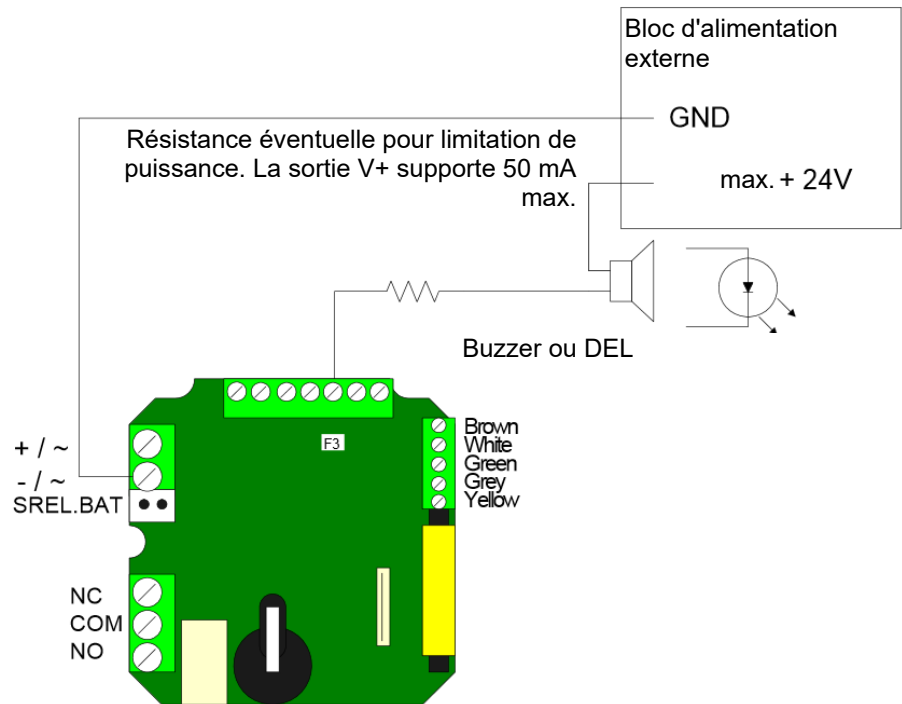 Bloc d'alimentation
externe
GND
Résistance éventuelle pour limitation de
puissance. La sortie V+ supporte 50 mA
max.
max. + 24V
Buzzer ou DEL
F3
Brown
White
Green
Grey
Yellow
+ / ~
- / ~
SREL.BAT
NC
COM
NO